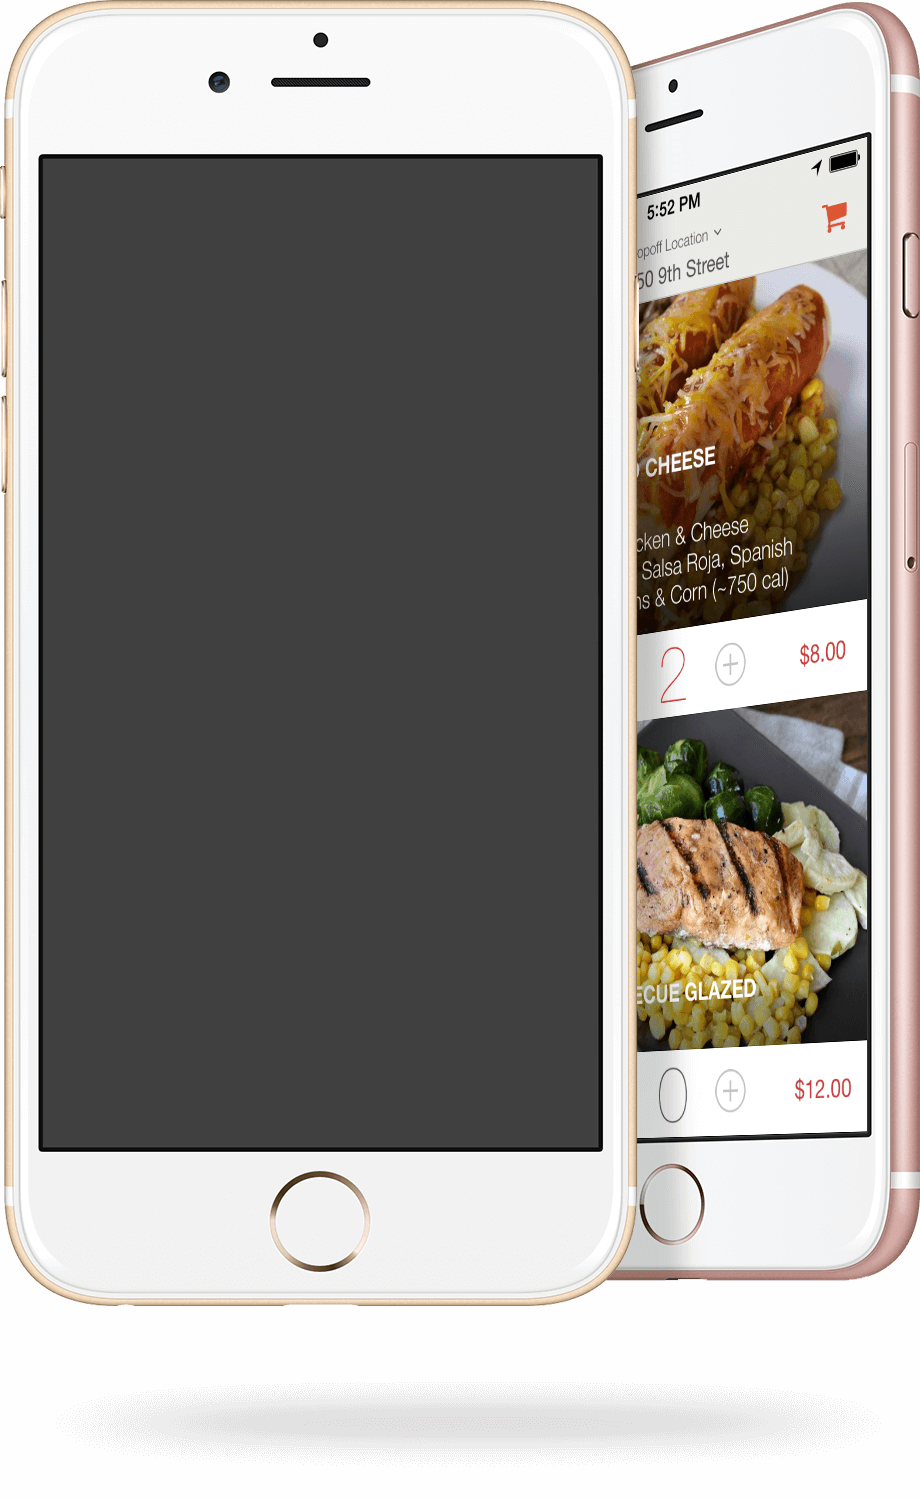 5:52 PM
opoff Location
50 9th Street
CHEESE
cken & Cheese
Salsa Roja, Spanish
ns & Corn (~750 cal)
2
$8.00
ECUE GLAZED
0
$12.00